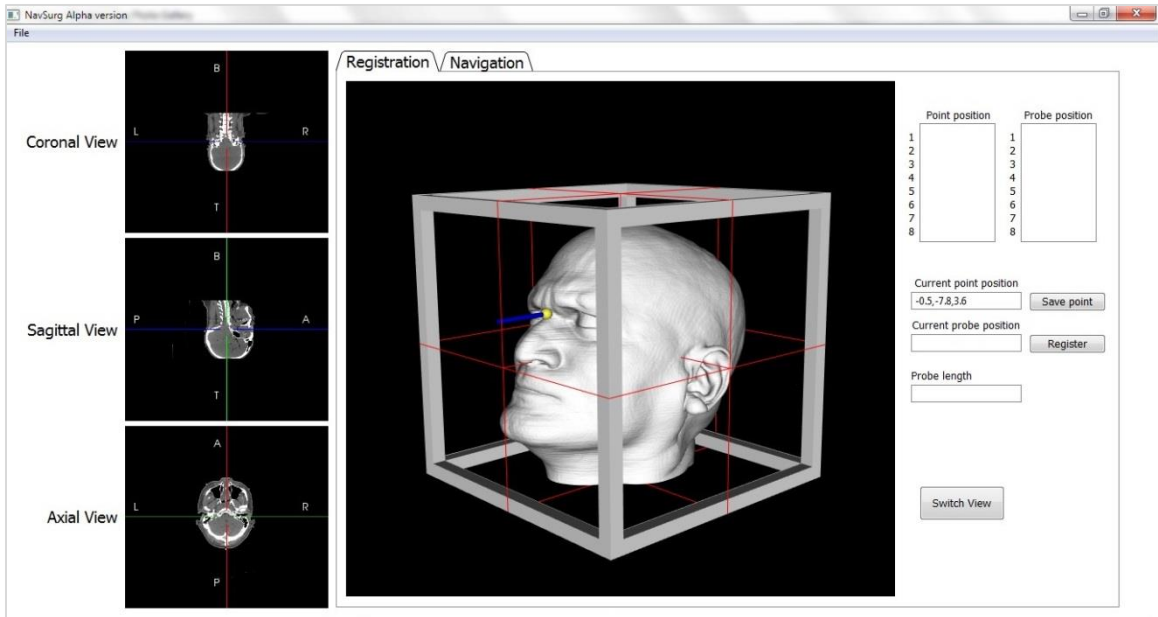 NavSurg Alpha version
File
Coronal View
B
L
R
T
Sagittal View
B
P
A
T
Axial View
A
L
R
P
Registration
Navigation
Point position
1
2
3
4
5
6
7
8
Probe position
1
2
3
4
5
6
7
8
Current point position
-0.5,-7.8,3.6
Save point
Current probe position
Register
Probe length
Switch View